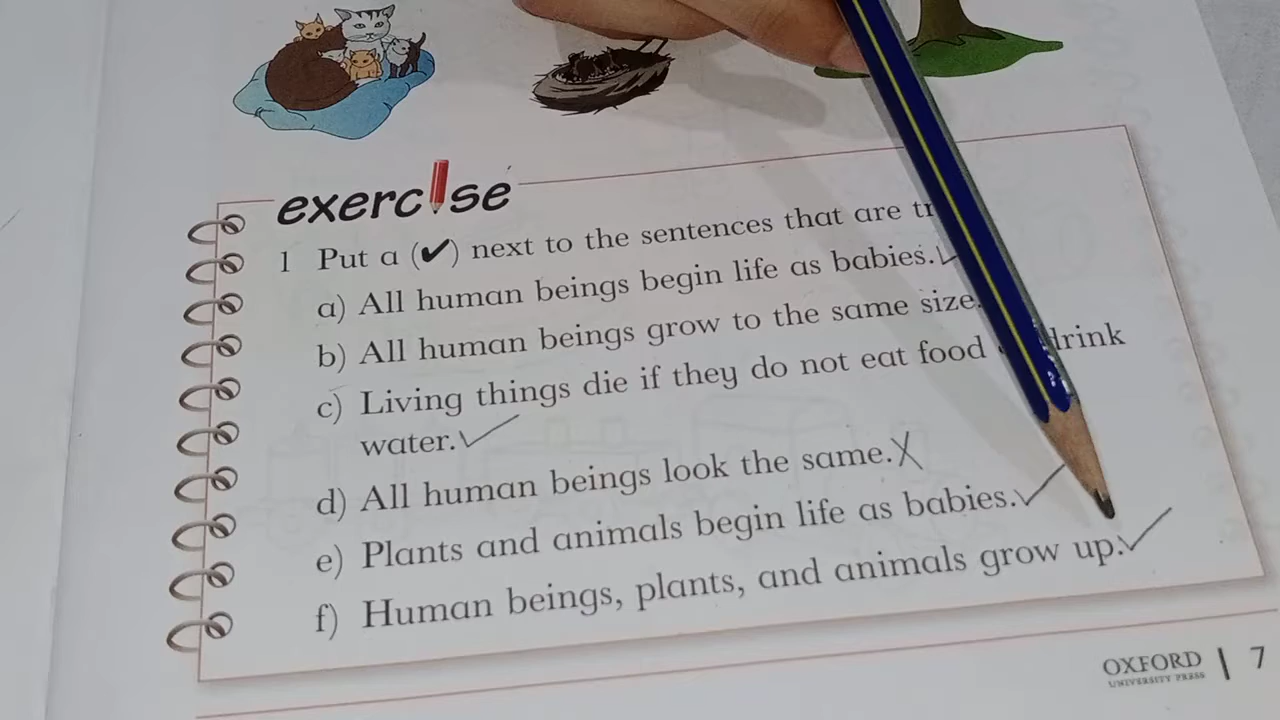 exercise
1 Put a (✔) next to the sentences that are
a) All human beings begin life as babies.✓
b) All human beings grow to the same size.
c) Living things die if they do not eat food drink
water.✓
d) All human beings look the same.X
e) Plants and animals begin life as babies.✓
f) Human beings, plants, and animals grow up.✓
OXFORD | 7
UNIVERSITY PRESS